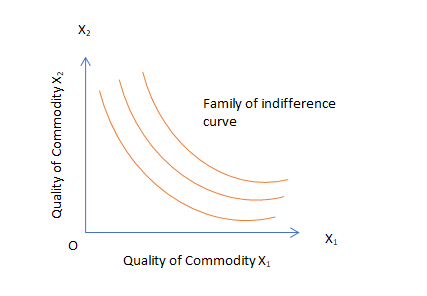 X₂
Quality of Commodity X₂
Family of indifference
curve
O
X₁
Quality of Commodity X₁